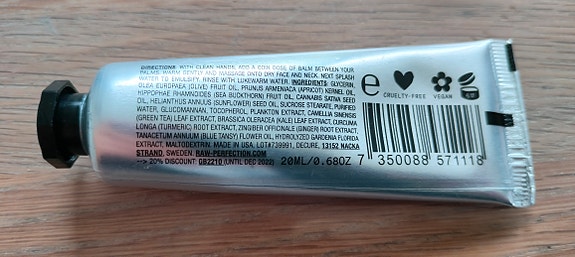 DIRECTIONS: WITH CLEAN HANDS, ADD A COIN DOSE OF BALM BETWEEN YOUR
PALMS. WARM GENTLY AND MASSAGE ONTO DRY FACE AND NECK. NEXT SPLASH
WATER TO EMULSIFY. RINSE WITH LUKEWARM WATER. INGREDIENTS: GLYCERIN,
OLEA EUROPAEA (OLIVE) FRUIT OIL, PRUNUS ARMENIACA (APRICOT) KERNEL OIL,
HIPPOPHAE RHAMNOIDES (SEA BUCKTHORN) FRUIT OIL, CANNABIS SATIVA SEED
OIL, HELIANTHUS ANNUUS (SUNFLOWER) SEED OIL, SUCROSE STEARATE, PURIFIED
WATER, GLUCOMANNAN, TOCOPHEROL, PLANKTON EXTRACT, CAMELLIA SINENSIS
(GREEN TEA) LEAF EXTRACT, BRASSICA OLERACEA (KALE) LEAF EXTRACT, CURCUMA
LONGA (TURMERIC) ROOT EXTRACT, ZINGIBER OFFICINALE (GINGER) ROOT EXTRACT,
TANACETUM ANNUUM (BLUE TANSY) FLOWER OIL, HYDROLYZED GARDENIA FLORIDA
EXTRACT, MALTODEXTRIN. MADE IN USA, LOT#739991, DECURE, 13152 NACKA
STRAND, SWEDEN. RAW-PERFECTION.COM
20% DISCOUNT: GB2210 (UNTIL DEC 2022)
20ML/0.68OZ
e
CRUELTY-FREE
VEGAN
7 350088 571118